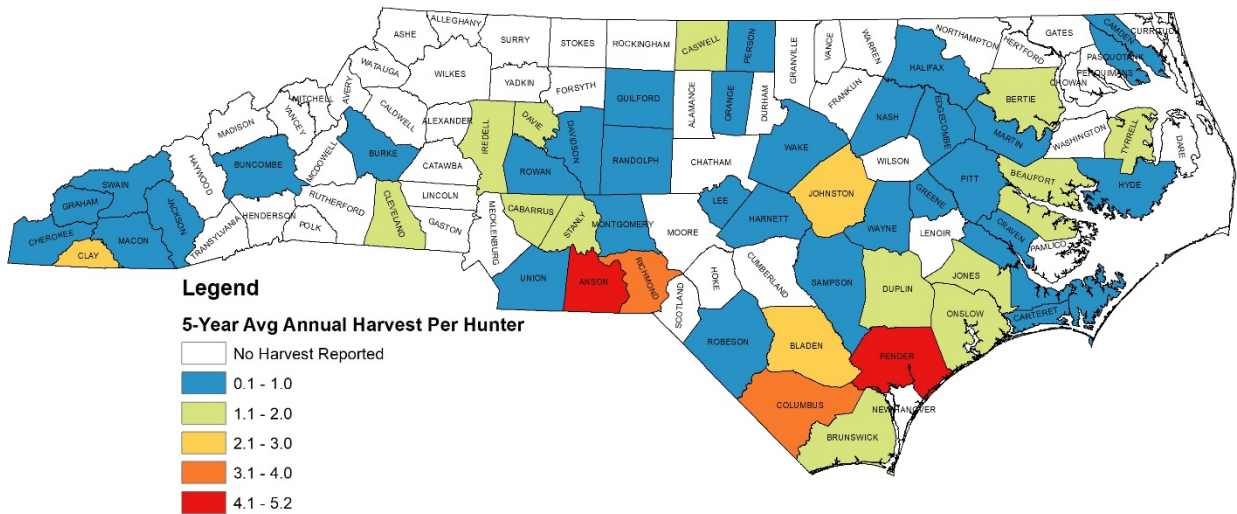 ALLEGHANY
ASHE
SURRY
STOKES
ROCKINGHAM
CASWELL
PERSON
GRANVILLE
VANCE
WARREN
NORTHAMPTON
HERTFORD
GATES
CAMDEN
CURRITUCK
PASQUOTANK
PERQUIMANS
CHOWAN
WATAUGA
WILKES
YADKIN
FORSYTH
GUILFORD
ALAMANCE
ORANGE
DURHAM
FRANKLIN
HALIFAX
BERTIE
MITCHELL
AVERY
YANCEY
CALDWELL
ALEXANDER
IREDELL
DAVIE
DAVIDSON
RANDOLPH
CHATHAM
WAKE
NASH
EDGECOMBE
MARTIN
WASHINGTON
TYRRELL
DARE
MADISON
HAYWOOD
BUNCOMBE
MCDOWELL
BURKE
CATAWBA
ROWAN
WILSON
PITT
BEAUFORT
HYDE
SWAIN
GRAHAM
JACKSON
RUTHERFORD
LINCOLN
CLEVELAND
GASTON
MECKLENBURG
CABARRUS
STANLY
MONTGOMERY
MOORE
LEE
HARNETT
JOHNSTON
WAYNE
GREENE
LENOIR
CRAVEN
PAMLICO
CHEROKEE
MACON
CLAY
TRANSYLVANIA
HENDERSON
POLK
UNION
ANSON
RICHMOND
SCOTLAND
HOKE
CUMBERLAND
SAMPSON
DUPLIN
JONES
ONSLOW
CARTERET
ROBESON
BLADEN
PENDER
COLUMBUS
NEW HANOVER
BRUNSWICK
Legend
5-Year Avg Annual Harvest Per Hunter
No Harvest Reported
0.1 - 1.0
1.1 - 2.0
2.1 - 3.0
3.1 - 4.0
4.1 - 5.2